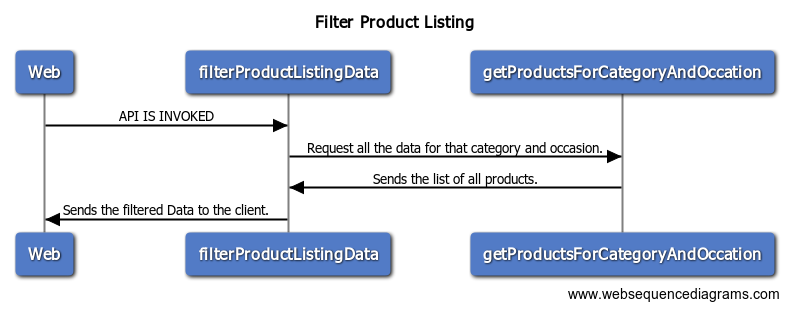 Filter Product Listing
Web filterProductListingData getProductsForCategoryAndOccation
API IS INVOKED
Request all the data for that category and occasion.
Sends the list of all products.
Sends the filtered Data to the client.
Web filterProductListingData getProductsForCategoryAndOccation
www.websequencediagrams.com